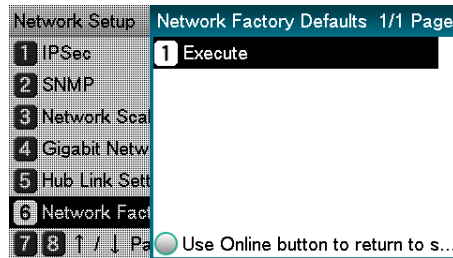 Network Setup
1 IPSec
2 SNMP
3 Network Scal
4 Gigabit Netw
5 Hub Link Sett
6 Network Fact
7 8 ↑ / ↓ Pa
Network Factory Defaults 1/1 Page
1 Execute
Use Online button to return to s...